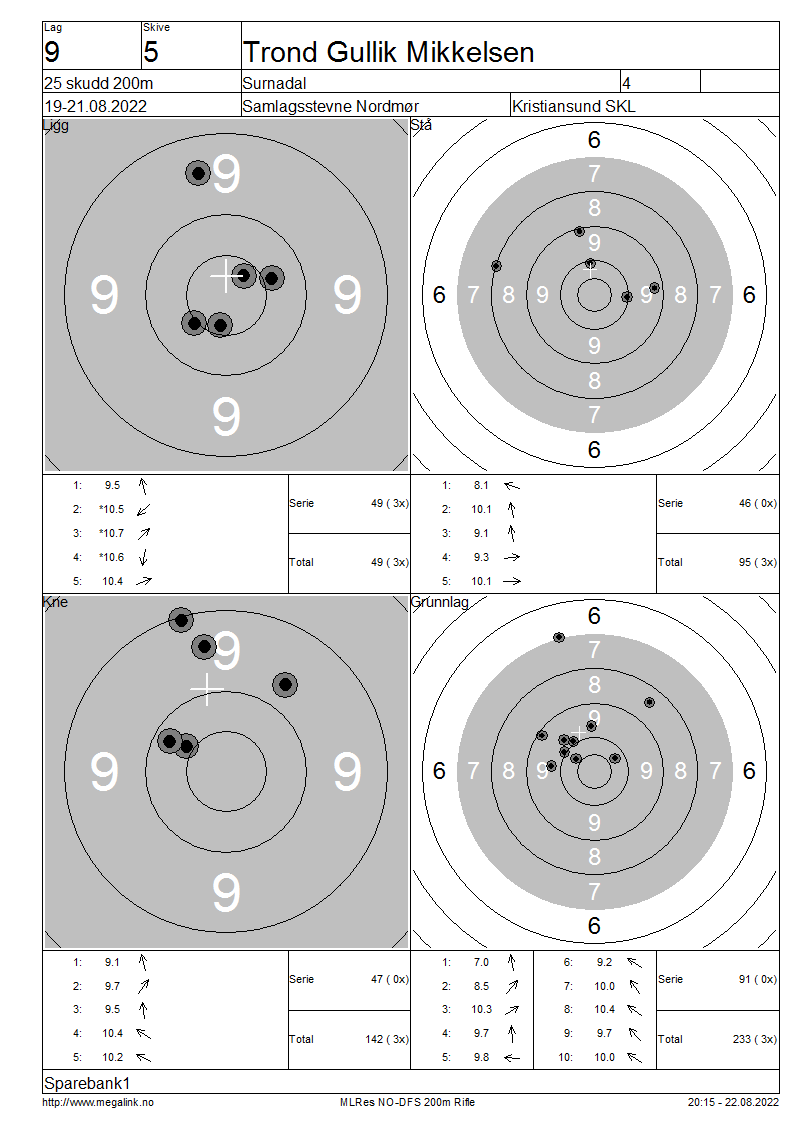 Lag Skive
9 5 Trond Gullik Mikkelsen
25 skudd 200m Surnadal 4
19-21.08.2022 Samlagsstevne Nordmør Kristiansund SKL
Ligg
9
9 9
9
Stå
6
7
8
9
6 7 8 9 9 8 7 6
9
8
7
6
1: 9.5
2: *10.5
3: *10.7
4: *10.6
5: 10.4
Serie 49 ( 3x)
Total 49 ( 3x)
1: 8.1
2: 10.1
3: 9.1
4: 9.3
5: 10.1
Serie 46 ( 0x)
Total 95 ( 3x)
Kne
9
9 9
9
Grunnlag
6
7
8
9
6 7 8 9 9 8 7 6
9
8
7
6
1: 9.1
2: 9.7
3: 9.5
4: 10.4
5: 10.2
Serie 47 ( 0x)
Total 142 ( 3x)
1: 7.0 6: 9.2
2: 8.5 7: 10.0
3: 10.3 8: 10.4
4: 9.7 9: 9.7
5: 9.8 10: 10.0
Serie 91 ( 0x)
Total 233 ( 3x)
Sparebank1
http://www.megalink.no MLRes NO-DFS 200m Rifle 20:15 - 22.08.2022